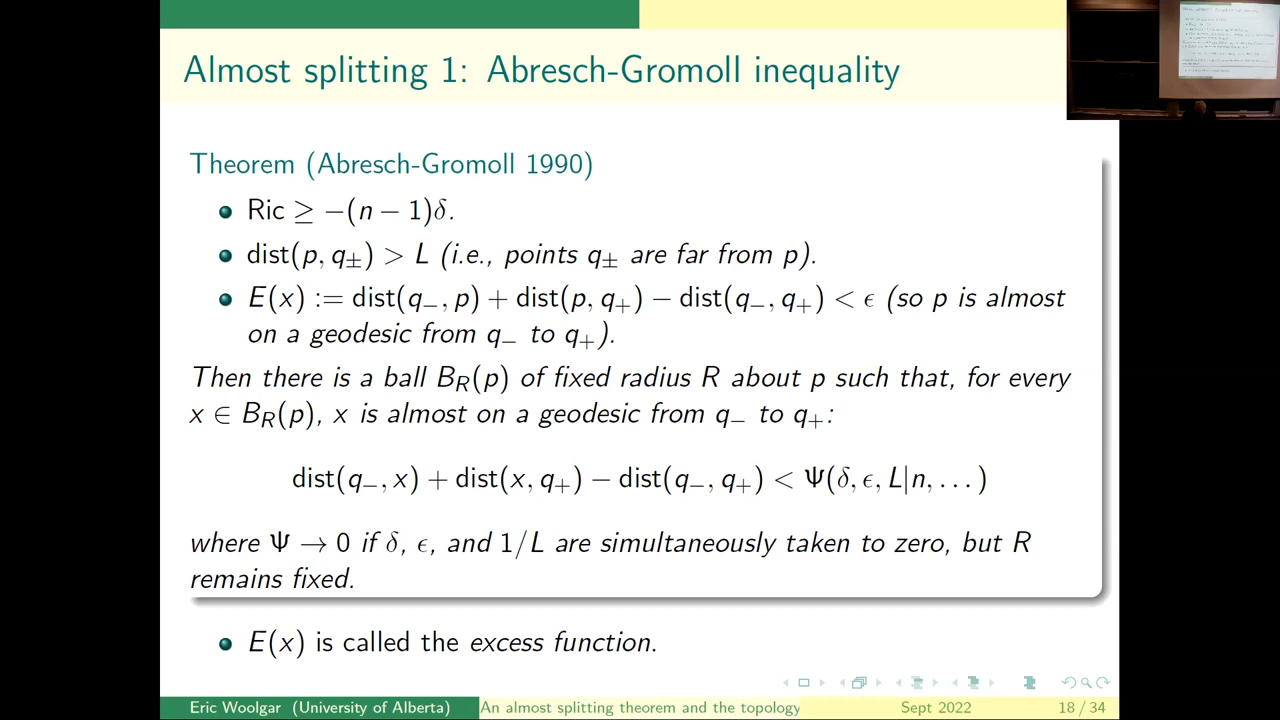 Almost splitting 1: Abresch-Gromoll inequality
Theorem (Abresch-Gromoll 1990)
Ric ≥ −(n − 1)δ.
dist(p, q±) > L (i.e., points q± are far from p).
E(x) := dist(q−, p) + dist(p, q+) − dist(q−, q+) < ϵ (so p is almost
on a geodesic from q− to q+).
Then there is a ball B_R(p) of fixed radius R about p such that, for every
x ∈ B_R(p), x is almost on a geodesic from q− to q+:
dist(q−, x) + dist(x, q+) − dist(q−, q+) < Ψ(δ, ϵ, L|n, . . . )
where Ψ → 0 if δ, ϵ, and 1/L are simultaneously taken to zero, but R
remains fixed.
E(x) is called the excess function.
Eric Woolgar (University of Alberta) An almost splitting theorem and the topology Sept 2022 18 / 34